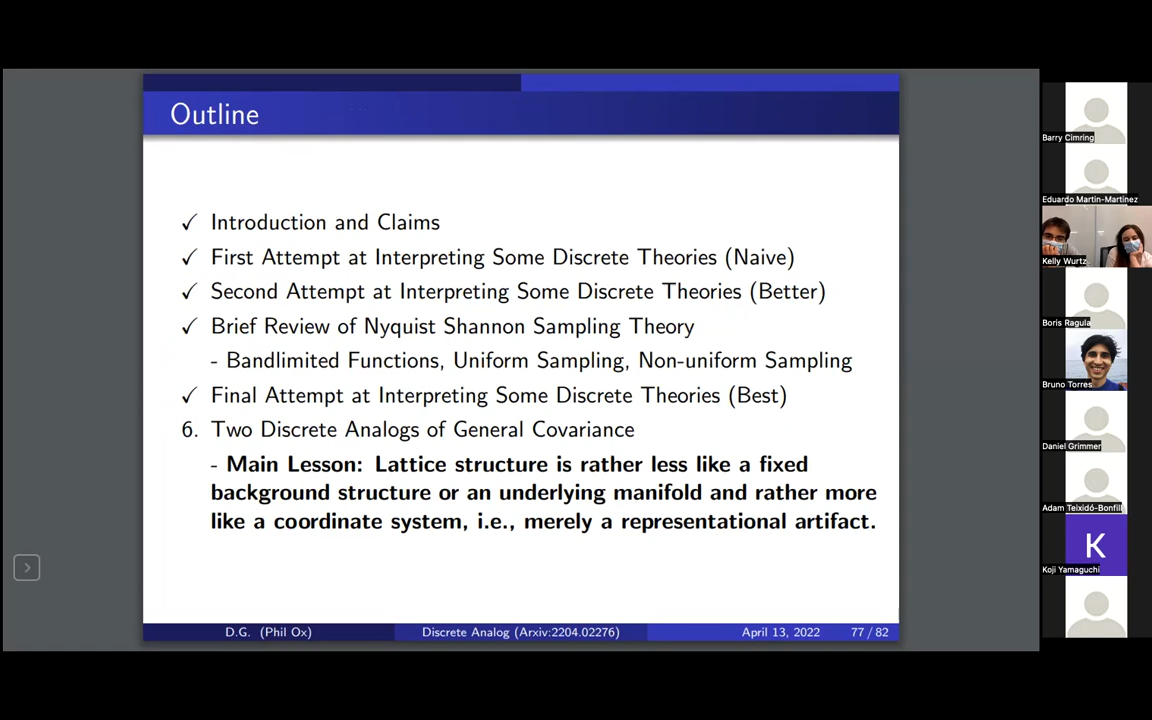 Outline
✓ Introduction and Claims
✓ First Attempt at Interpreting Some Discrete Theories (Naive)
✓ Second Attempt at Interpreting Some Discrete Theories (Better)
✓ Brief Review of Nyquist Shannon Sampling Theory
- Bandlimited Functions, Uniform Sampling, Non-uniform Sampling
✓ Final Attempt at Interpreting Some Discrete Theories (Best)
6. Two Discrete Analogs of General Covariance
- Main Lesson: Lattice structure is rather less like a fixed
background structure or an underlying manifold and rather more
like a coordinate system, i.e., merely a representational artifact.
D.G. (Phil Ox) Discrete Analog (Arxiv:2204.02276) April 13, 2022 77 / 82
Barry Cimring
Eduardo Martin-Martinez
Kelly Wurtz
Boris Ragula
Bruno Torres
Daniel Grimmer
Adam Teixidó-Bonfill
K
Koji Yamaguchi